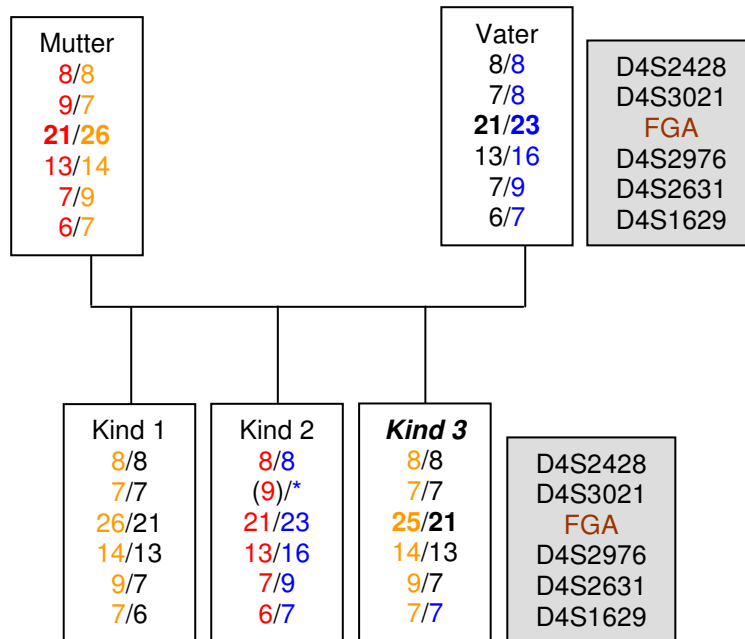 Mutter
8/8
9/7
21/26
13/14
7/9
6/7
Vater
8/8
7/8
21/23
13/16
7/9
6/7
D4S2428
D4S3021
FGA
D4S2976
D4S2631
D4S1629
Kind 1
8/8
7/7
26/21
14/13
9/7
7/6
Kind 2
8/8
(9)/*
21/23
13/16
7/9
6/7
Kind 3
8/8
7/7
25/21
14/13
9/7
7/7
D4S2428
D4S3021
FGA
D4S2976
D4S2631
D4S1629